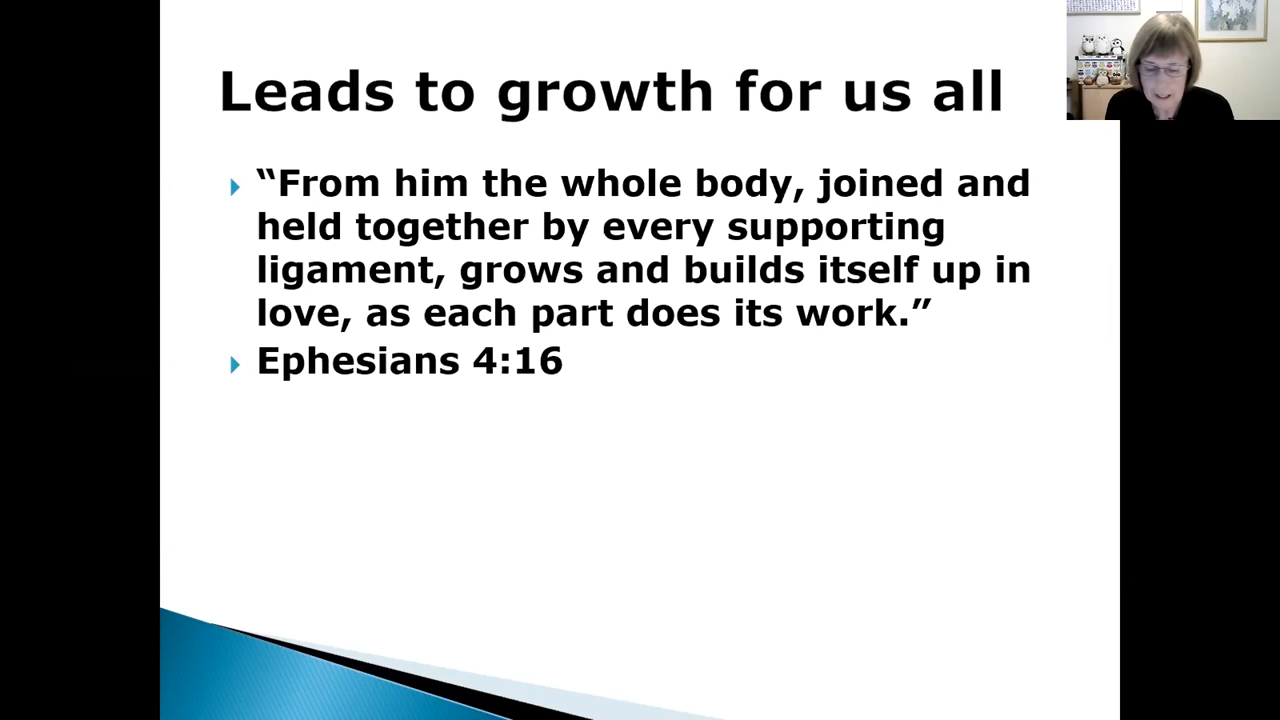 Leads to growth for us all
“From him the whole body, joined and
held together by every supporting
ligament, grows and builds itself up in
love, as each part does its work.”
Ephesians 4:16